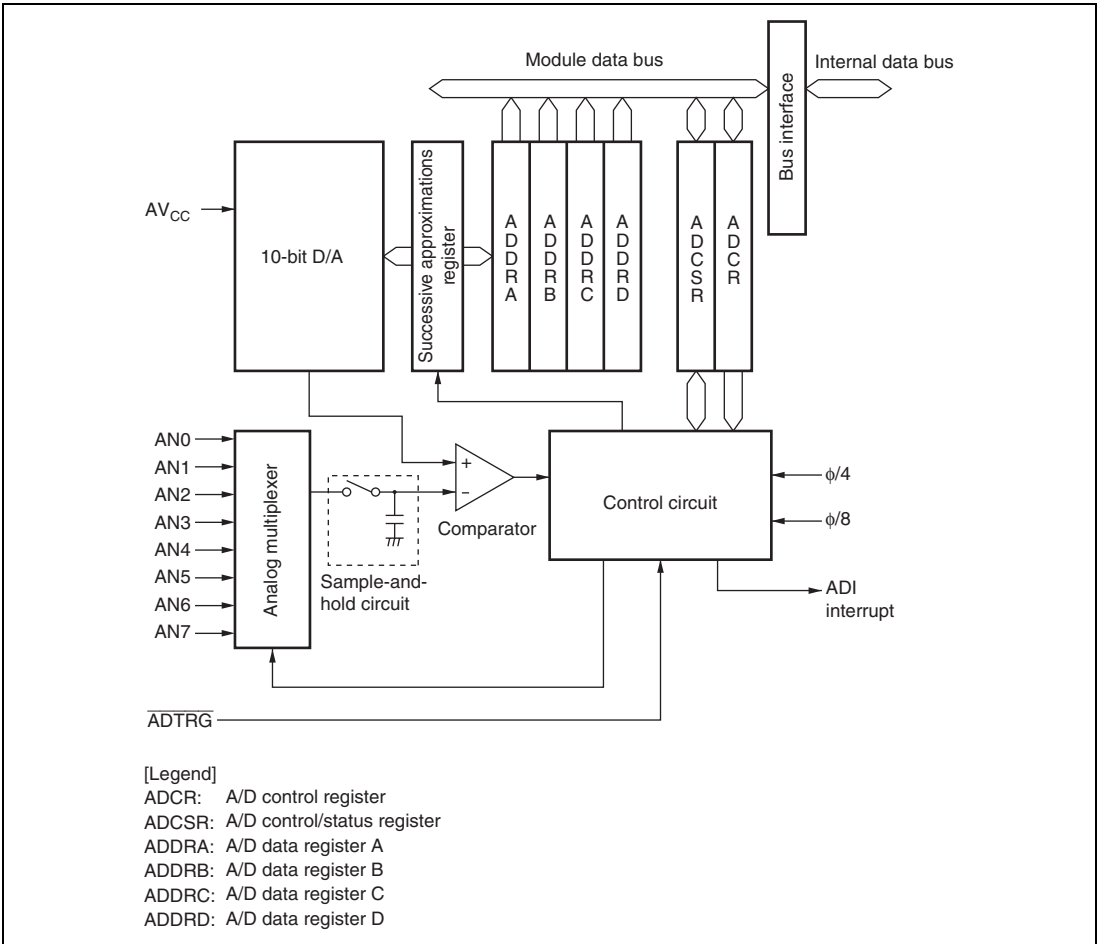 Module data bus
Internal data bus
Bus interface
AVCC
10-bit D/A
Successive approximations
register
ADDRA
ADDRB
ADDRC
ADDRD
ADCSR
ADCR
AN0
AN1
AN2
AN3
AN4
AN5
AN6
AN7
Analog multiplexer
+
−
Comparator
Sample-and-
hold circuit
Control circuit
ϕ/4
ϕ/8
ADI
interrupt
ADTRG
[Legend]
ADCR: A/D control register
ADCSR: A/D control/status register
ADDRA: A/D data register A
ADDRB: A/D data register B
ADDRC: A/D data register C
ADDRD: A/D data register D